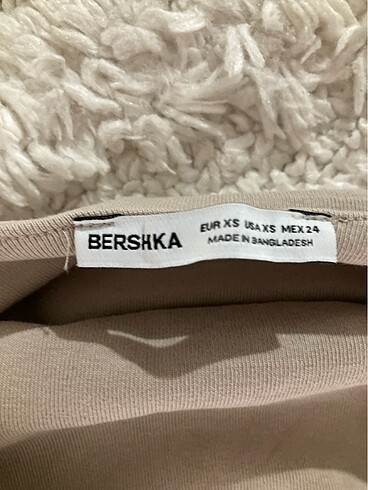 BERSHKA
EUR XS USA XS MEX 24
MADE IN BANGLADESH